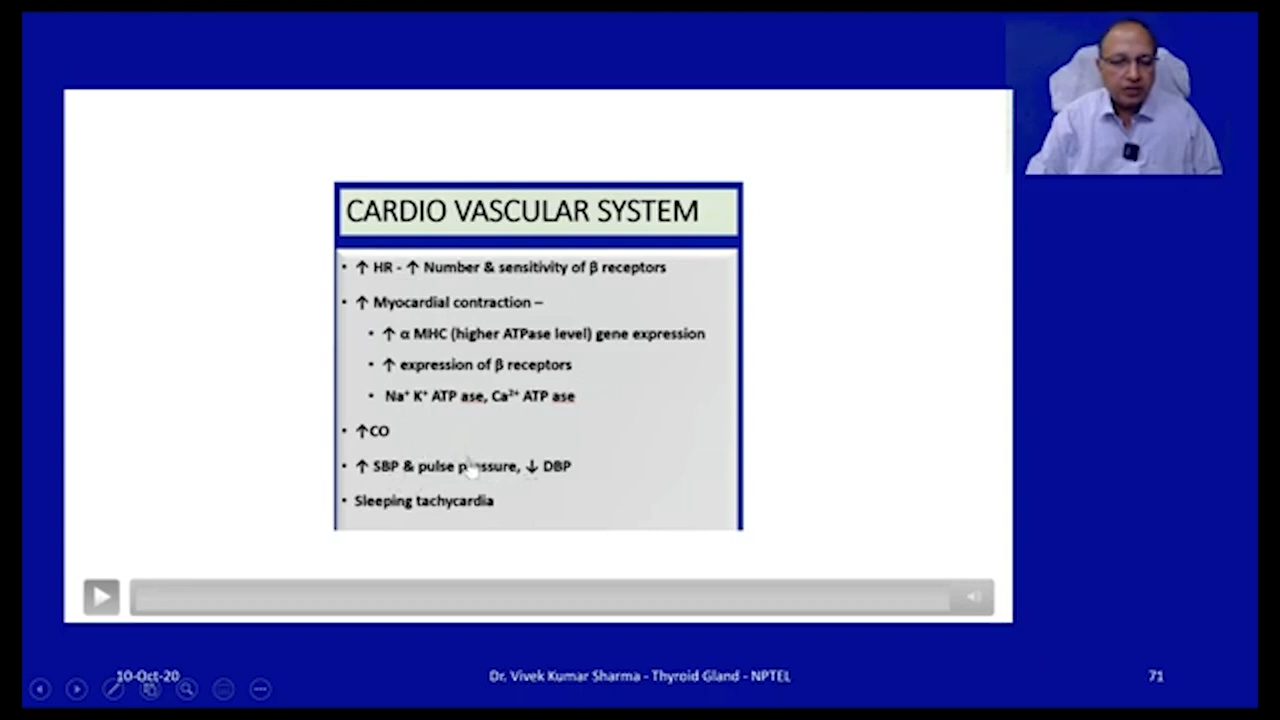 CARDIO VASCULAR SYSTEM
• ↑ HR - ↑ Number & sensitivity of β receptors
• ↑ Myocardial contraction –
• ↑ α MHC (higher ATPase level) gene expression
• ↑ expression of β receptors
• Na⁺ K⁺ ATP ase, Ca²⁺ ATP ase
• ↑CO
• ↑ SBP & pulse pressure, ↓ DBP
• Sleeping tachycardia
10-Oct-20
Dr. Vivek Kumar Sharma - Thyroid Gland - NPTEL
71